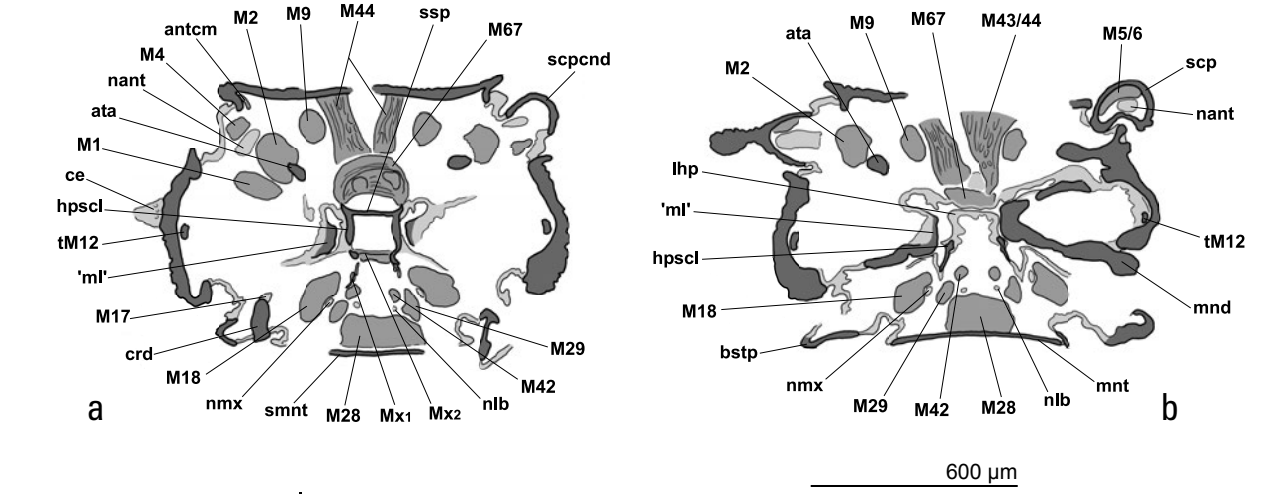 antcm
M2
M9
M44
ssp
M67
scpcnd
M4
nant
ata
M1
ce
hpscl
tM12
'ml'
M17
crd
M18
nmx
smnt
M28
Mx1
Mx2
nlb
M42
M29
a
M2
ata
M9
M67
M43/44
M5/6
scp
nant
lhp
'ml'
hpscl
M18
bstp
nmx
M29
M42
M28
nlb
mnt
mnd
tM12
b
600 µm